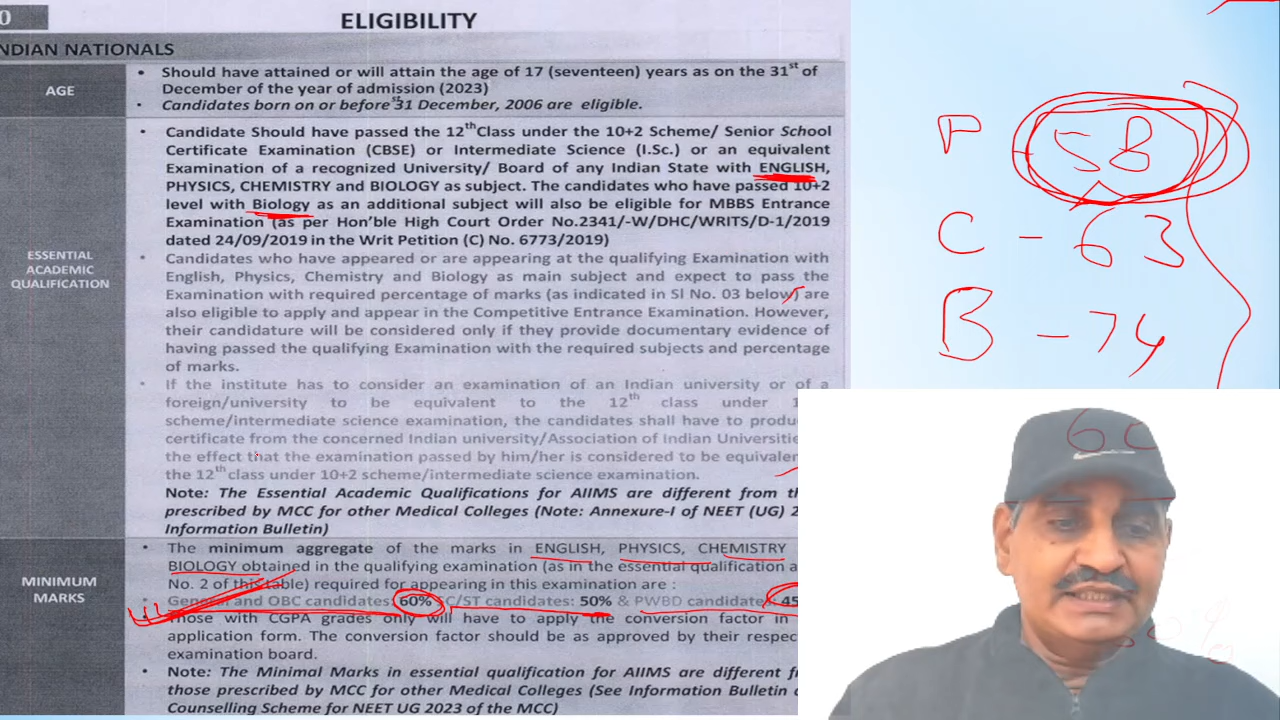 0
ELIGIBILITY
NDIAN NATIONALS
AGE
• Should have attained or will attain the age of 17 (seventeen) years as on the 31st of
December of the year of admission (2023)
• Candidates born on or before 31st December, 2006 are eligible.
ESSENTIAL
ACADEMIC
QUALIFICATION
• Candidate Should have passed the 12th Class under the 10+2 Scheme/ Senior School
Certificate Examination (CBSE) or Intermediate Science (I.Sc.) or an equivalent
Examination of a recognized University/ Board of any Indian State with ENGLISH,
PHYSICS, CHEMISTRY and BIOLOGY as subject. The candidates who have passed 10+2
level with Biology as an additional subject will also be eligible for MBBS Entrance
Examination (as per Hon'ble High Court Order No.2341/-W/DHC/WRITS/D-1/2019
dated 24/09/2019 in the Writ Petition (C) No. 6773/2019)
• Candidates who have appeared or are appearing at the qualifying Examination with
English, Physics, Chemistry and Biology as main subject and expect to pass the
Examination with required percentage of marks (as indicated in Sl No. 03 below) are
also eligible to apply and appear in the Competitive Entrance Examination. However,
their candidature will be considered only if they provide documentary evidence of
having passed the qualifying Examination with the required subjects and percentage
of marks.
• If the institute has to consider an examination of an Indian university or of a
foreign/university to be equivalent to the 12th class under 1
scheme/intermediate science examination, the candidates shall have to produ
certificate from the concerned Indian university/Association of Indian Universitie
the effect that the examination passed by him/her is considered to be equivalen
the 12th class under 10+2 scheme/intermediate science examination.
Note: The Essential Academic Qualifications for AIIMS are different from th
prescribed by MCC for other Medical Colleges (Note: Annexure-I of NEET (UG) 2
Information Bulletin)
MINIMUM
MARKS
• The minimum aggregate of the marks in ENGLISH, PHYSICS, CHEMISTRY
BIOLOGY obtained in the qualifying examination (as in the essential qualification a
No. 2 of this table) required for appearing in this examination are :
General and OBC candidates: 60% SC/ST candidates: 50% & PWBD candidate: 45
• Those with CGPA grades only will have to apply the conversion factor in
application form. The conversion factor should be as approved by their respec
examination board.
• Note: The Minimal Marks in essential qualification for AIIMS are different f
those prescribed by MCC for other Medical Colleges (See Information Bulletin
Counselling Scheme for NEET UG 2023 of the MCC)
P - 58
C - 63
B - 74
60